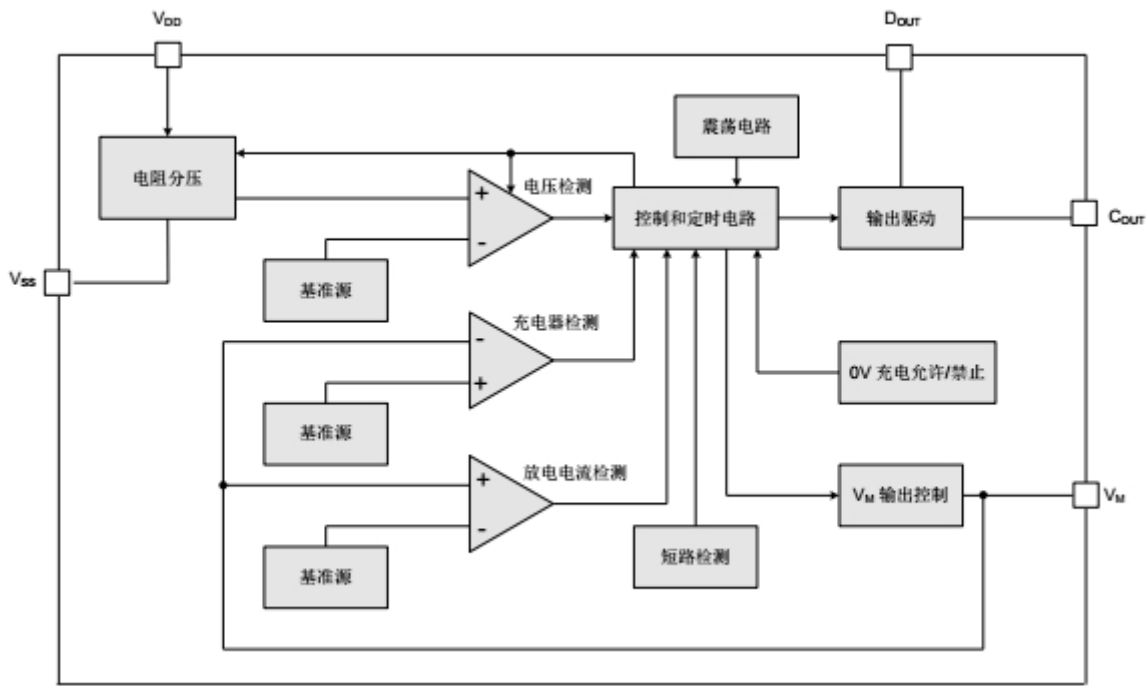 VDD
DOUT
震荡电路
电阻分压
电压检测
+
-
控制和定时电路
输出驱动
COUT
VSS
基准源
充电器检测
-
+
0V 充电允许/禁止
基准源
放电电流检测
+
-
VM 输出控制
VM
短路检测
基准源